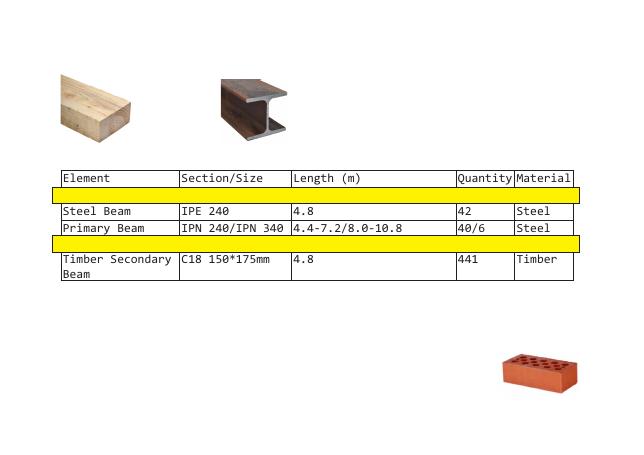 Element Section/Size Length (m) Quantity Material
Steel Beam IPE 240 4.8 42 Steel
Primary Beam IPN 240/IPN 340 4.4-7.2/8.0-10.8 40/6 Steel
Timber Secondary Beam C18 150*175mm 4.8 441 Timber